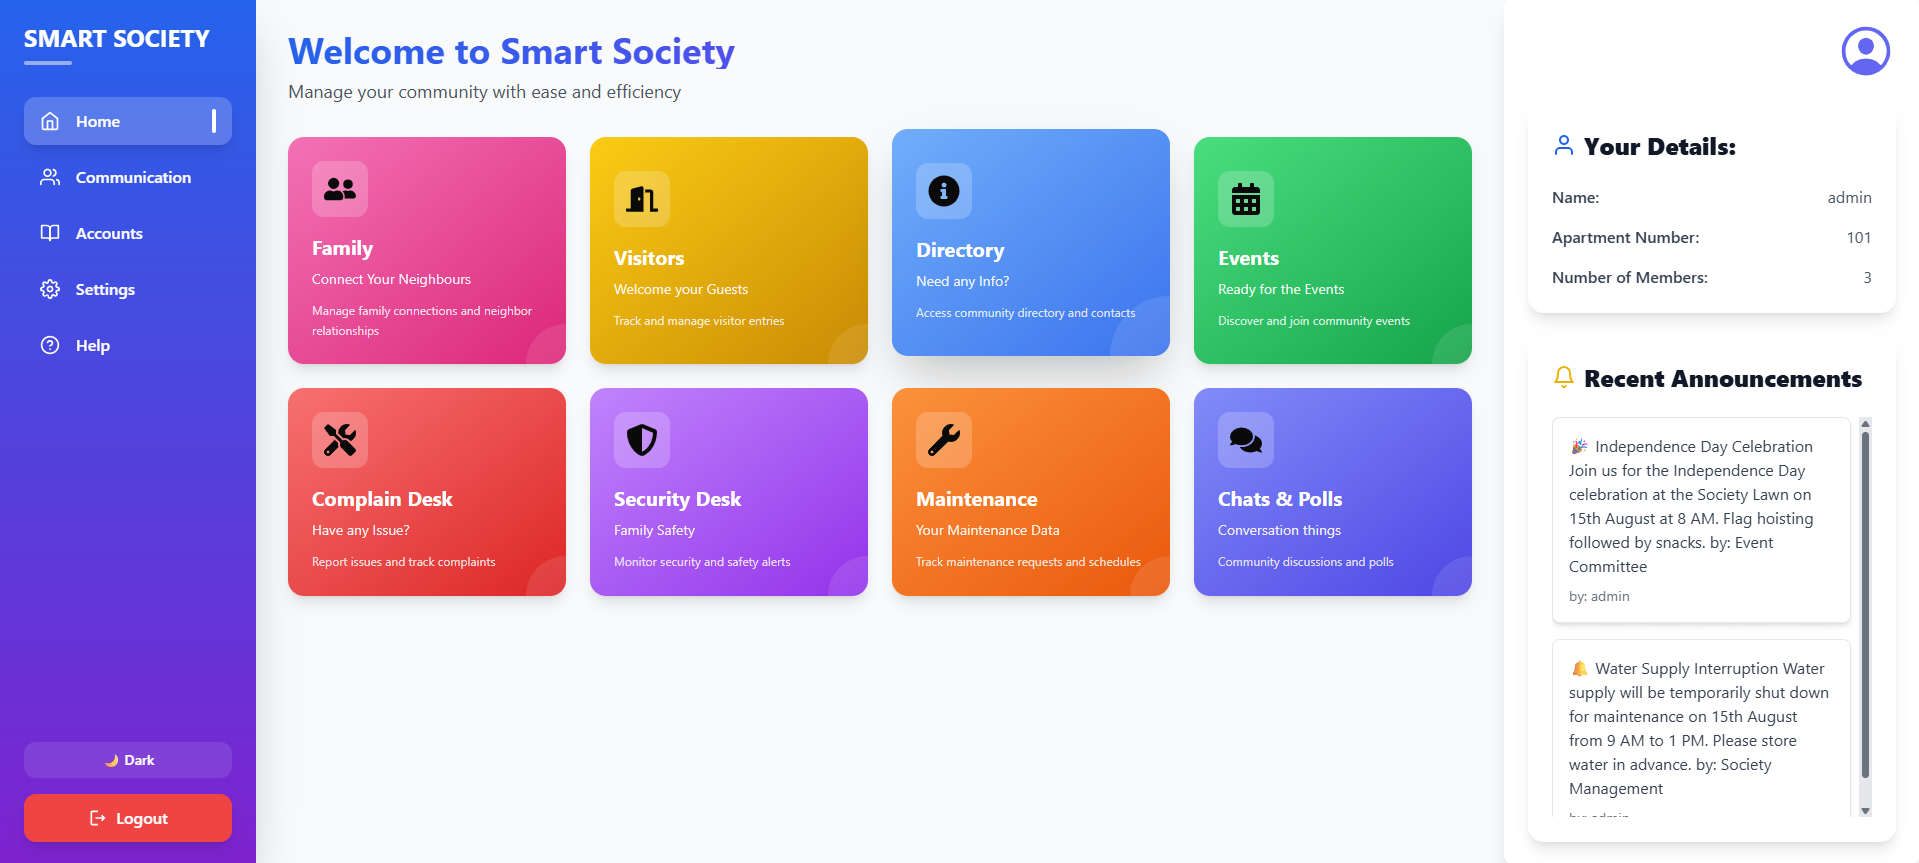 SMART SOCIETY
Home
Communication
Accounts
Settings
Help
🌙 Dark
Logout
Welcome to Smart Society
Manage your community with ease and efficiency
Family
Connect Your Neighbours
Manage family connections and neighbor
relationships
Visitors
Welcome your Guests
Track and manage visitor entries
Directory
Need any Info?
Access community directory and contacts
Events
Ready for the Events
Discover and join community events
Complain Desk
Have any Issue?
Report issues and track complaints
Security Desk
Family Safety
Monitor security and safety alerts
Maintenance
Your Maintenance Data
Track maintenance requests and schedules
Chats & Polls
Conversation things
Community discussions and polls
Your Details:
Name: admin
Apartment Number: 101
Number of Members: 3
Recent Announcements
🎉 Independence Day Celebration
Join us for the Independence Day
celebration at the Society Lawn on
15th August at 8 AM. Flag hoisting
followed by snacks. by: Event
Committee
by: admin
🔔 Water Supply Interruption Water
supply will be temporarily shut down
for maintenance on 15th August
from 9 AM to 1 PM. Please store
water in advance. by: Society
Management
by: admin